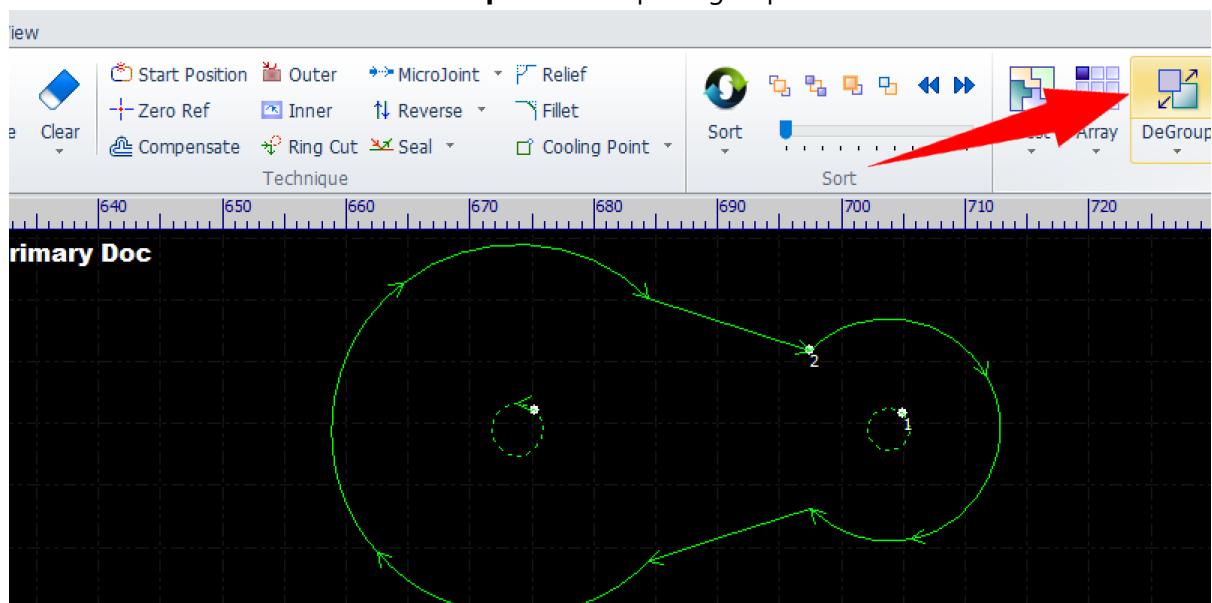 iew
Start Position Outer MicroJoint Relief
Zero Ref Inner Reverse Fillet
e Clear Sort Array DeGroup
Compensate Ring Cut Seal Cooling Point
Technique Sort
640 650 660 670 680 690 700 710 720
rimary Doc
2
1